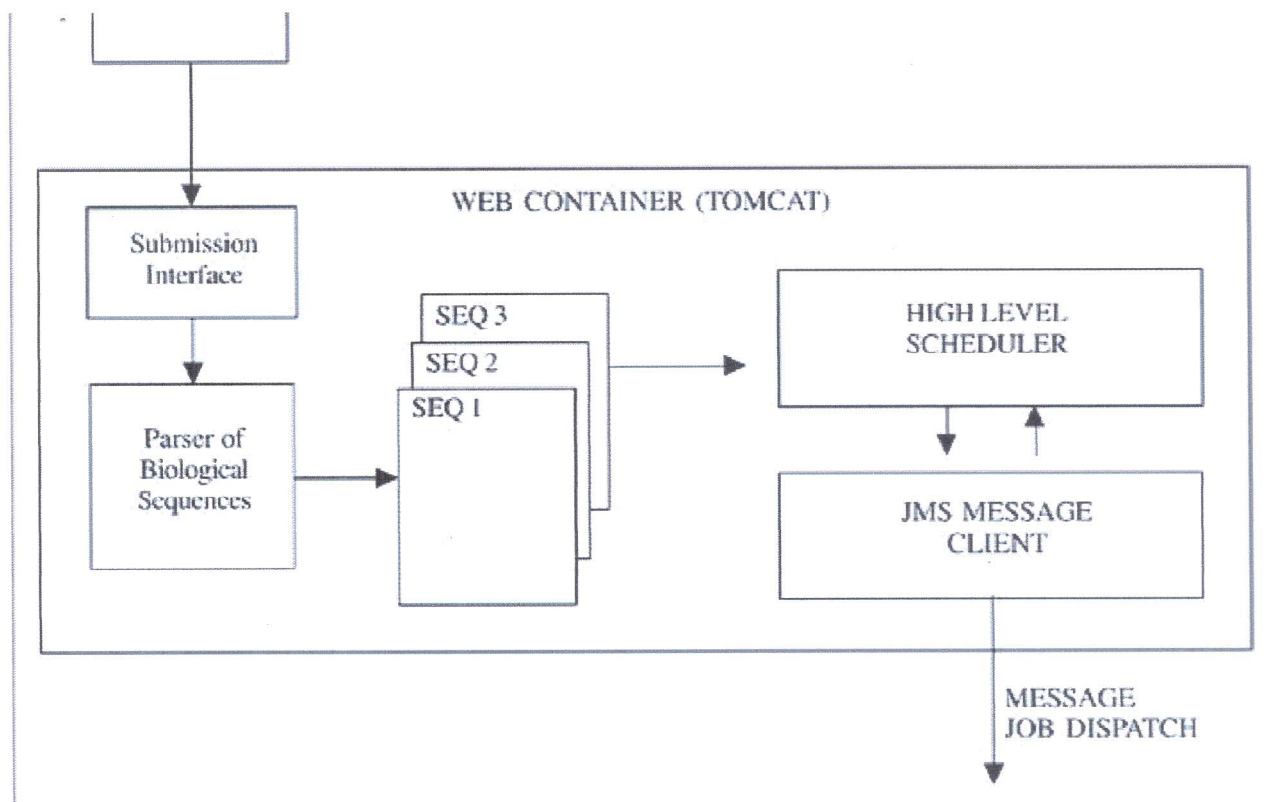 WEB CONTAINER (TOMCAT)
Submission
Interface
Parser of
Biological
Sequences
SEQ 3
SEQ 2
SEQ 1
HIGH LEVEL
SCHEDULER
JMS MESSAGE
CLIENT
MESSAGE
JOB DISPATCH